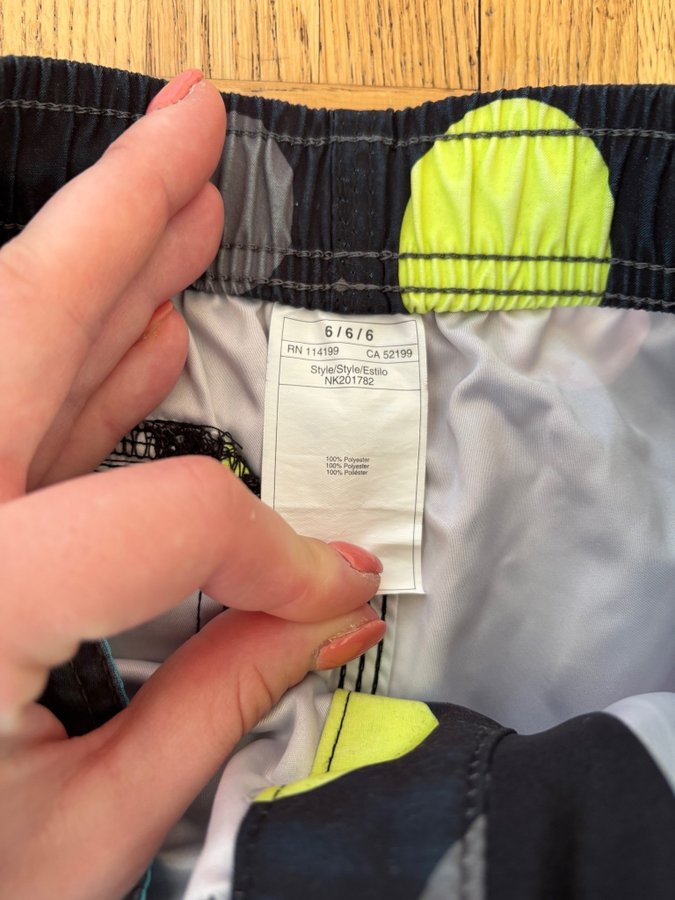 6 / 6 / 6
RN 114199 CA 52199
Style/Style/Estilo
NK201782
100% Polyester
100% Polyester
100% Poliéster